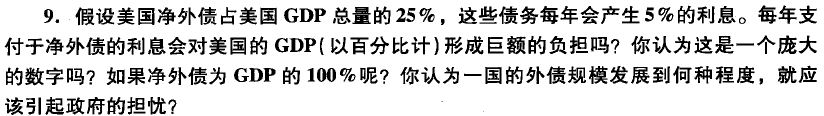 9. 假设美国净外债占美国 GDP 总量的 25%，这些债务每年会产生 5%的利息。每年支
付于净外债的利息会对美国的 GDP(以百分比计)形成巨额的负担吗？你认为这是一个庞大
的数字吗？如果净外债为 GDP 的 100%呢？你认为一国的外债规模发展到何种程度，就应
该引起政府的担忧？